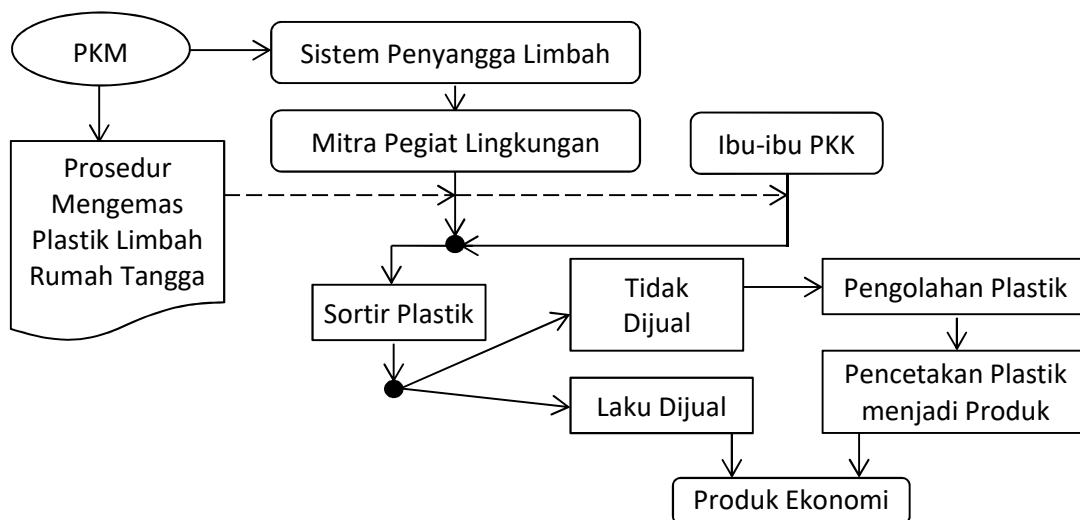 PKM
Sistem Penyangga Limbah
Mitra Pegiat Lingkungan
Ibu-ibu PKK
Prosedur
Mengemas
Plastik Limbah
Rumah Tangga
Sortir Plastik
Tidak
Dijual
Pengolahan Plastik
Laku Dijual
Pencetakan Plastik
menjadi Produk
Produk Ekonomi